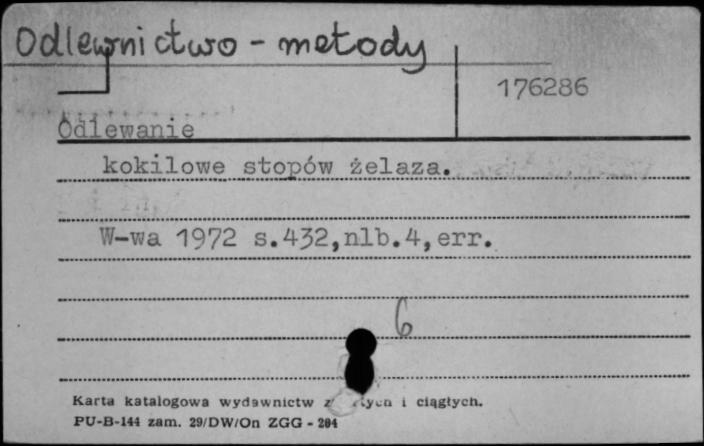 Odlewnictwo - metody
176286
Odlewanie
kokilowe stopów żelaza.
W-wa 1972 s.432,nlb.4,err.
6
Karta katalogowa wydawnictw i ciągłych.
PU-B-144 zam. 29/DW/On ZGG - 204